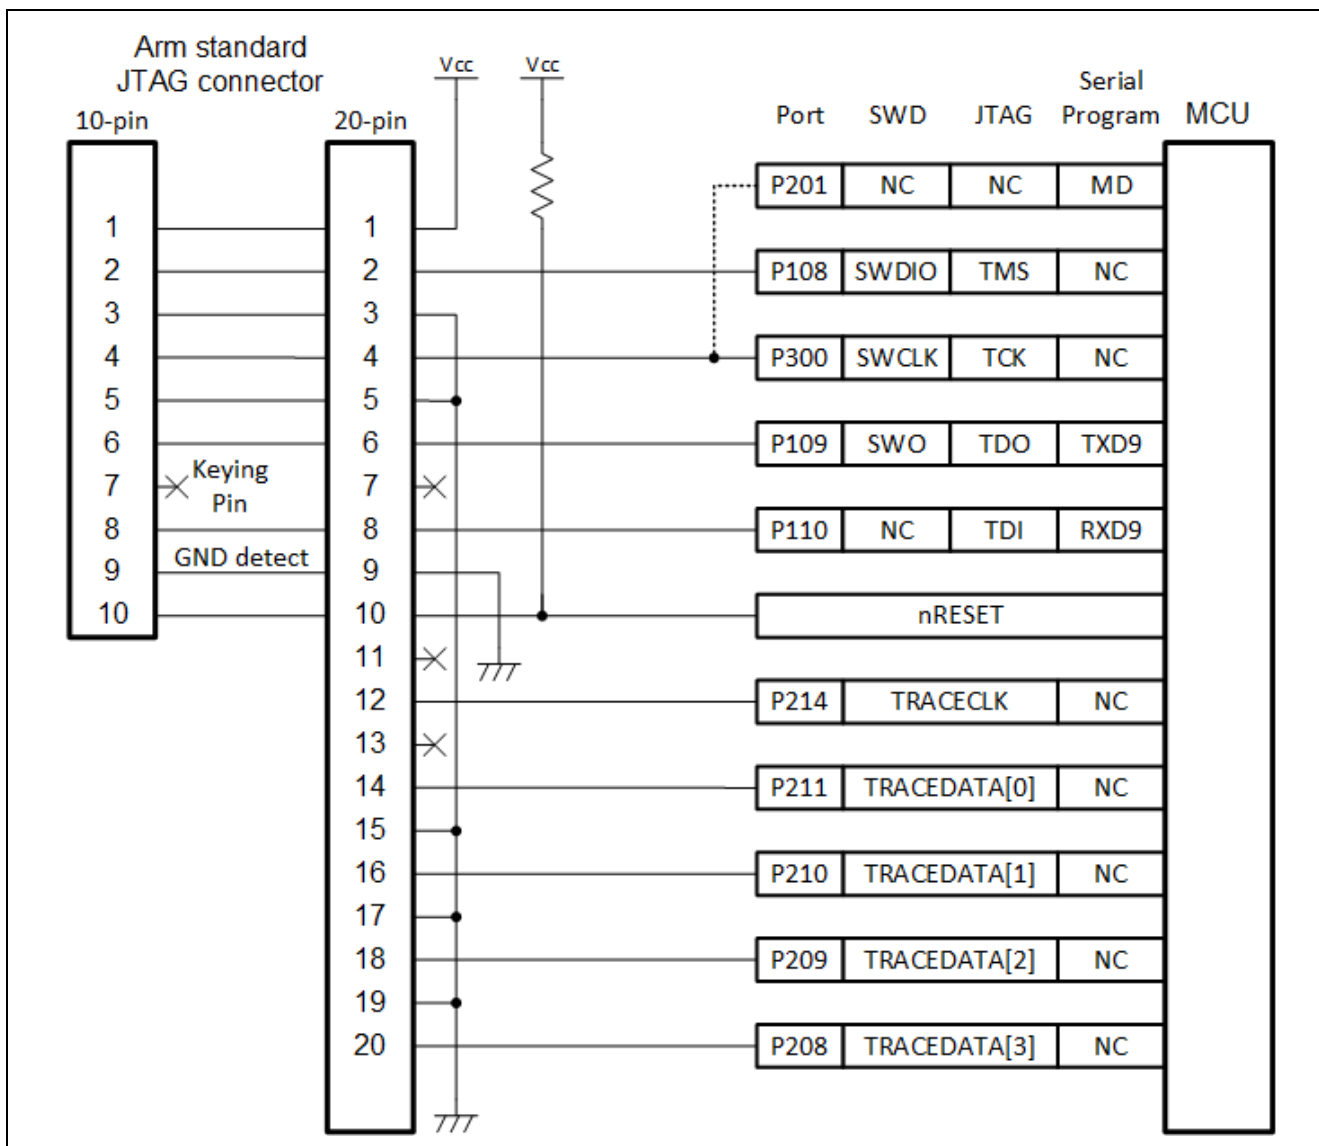 Arm standard
JTAG connector
10-pin
20-pin
Vcc
Vcc
Port SWD JTAG Serial Program MCU
P201 NC NC MD
1 1
2 2 P108 SWDIO TMS NC
3 3
4 4 P300 SWCLK TCK NC
5 5
6 6 P109 SWO TDO TXD9
7 Keying Pin 7
8 8 P110 NC TDI RXD9
9 GND detect 9
10 10 nRESET
11
12 P214 TRACECLK NC
13
14 P211 TRACEDATA[0] NC
15
16 P210 TRACEDATA[1] NC
17
18 P209 TRACEDATA[2] NC
19
20 P208 TRACEDATA[3] NC